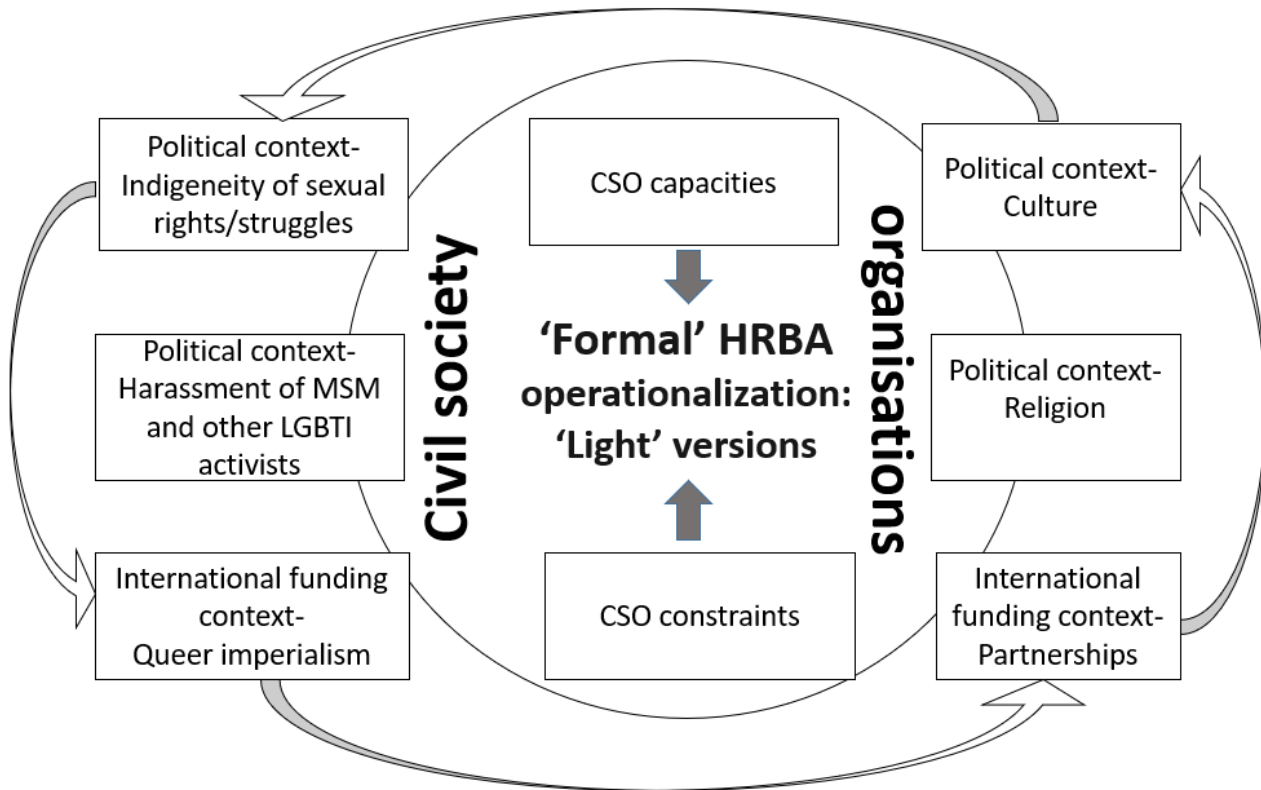 Political context-
Indigeneity of sexual
rights/struggles
CSO capacities
Political context-
Culture
Civil society
organisations
‘Formal’ HRBA
operationalization:
‘Light’ versions
Political context-
Harassment of MSM
and other LGBTI
activists
Political context-
Religion
International funding
context-
Queer imperialism
CSO constraints
International
funding context-
Partnerships